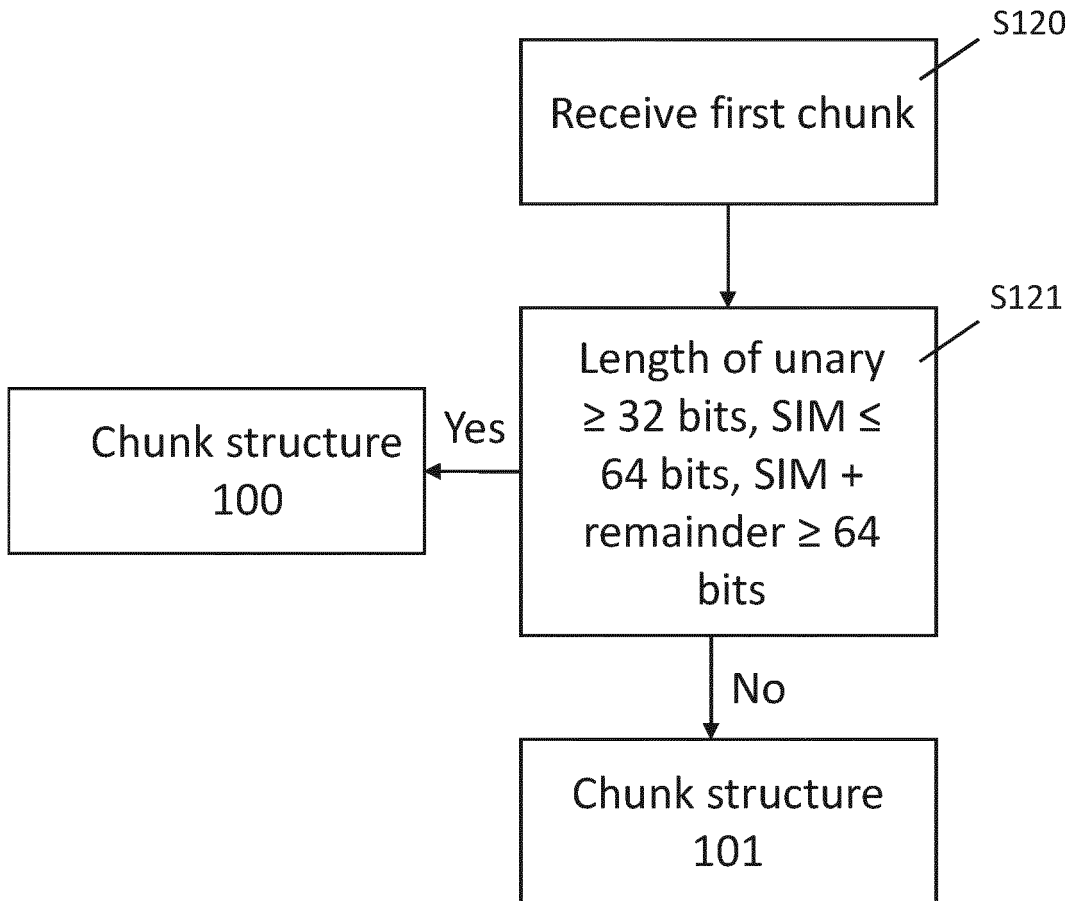 S120
Receive first chunk
S121
Length of unary
≥ 32 bits, SIM ≤
64 bits, SIM +
remainder ≥ 64
bits
Yes
Chunk structure
100
No
Chunk structure
101